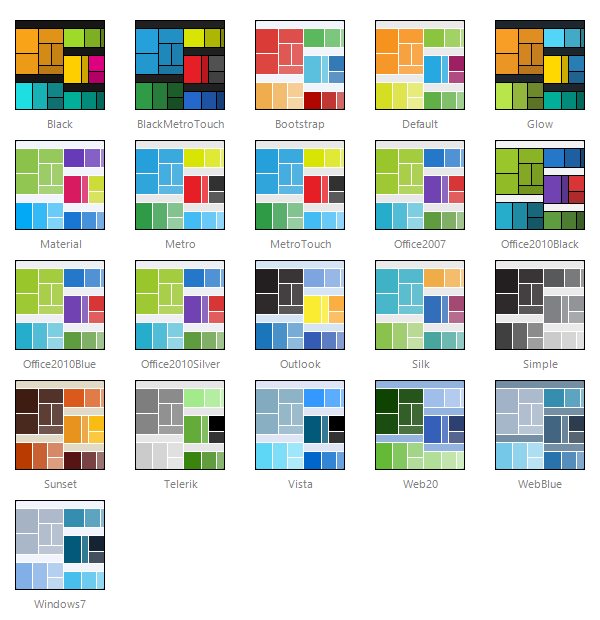 Black
BlackMetroTouch
Bootstrap
Default
Glow
Material
Metro
MetroTouch
Office2007
Office2010Black
Office2010Blue
Office2010Silver
Outlook
Silk
Simple
Sunset
Telerik
Vista
Web20
WebBlue
Windows7